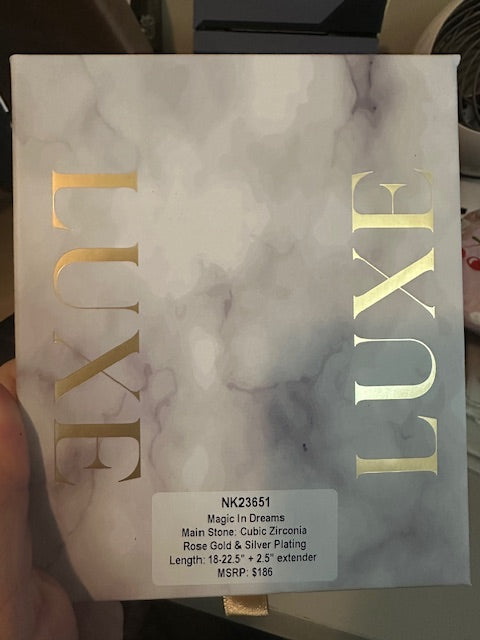 LUXE
LUXE
NK23651
Magic In Dreams
Main Stone: Cubic Zirconia
Rose Gold & Silver Plating
Length: 18-22.5" + 2.5" extender
MSRP: $186